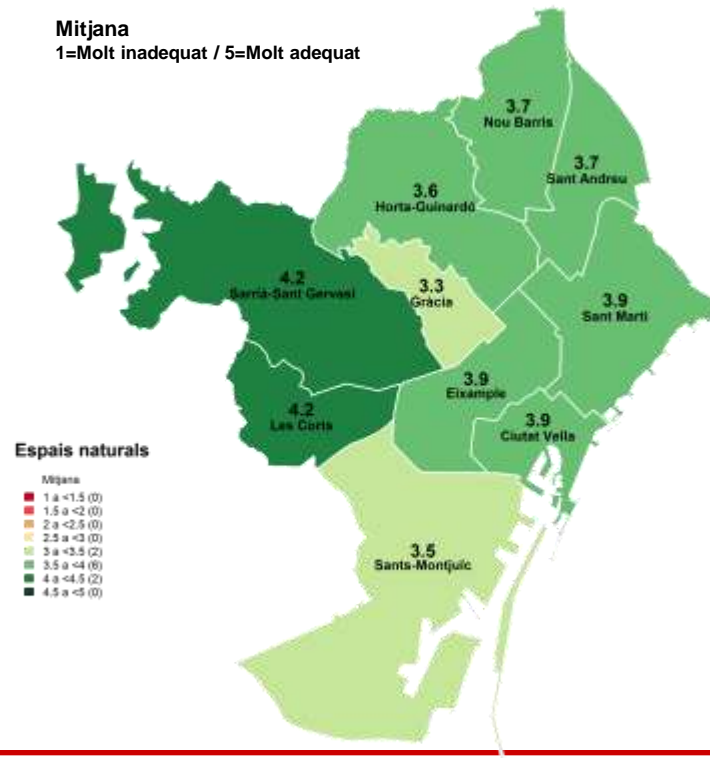 Mitjana
1=Molt inadequat / 5=Molt adequat
3.7
Nou Barris
3.7
Sant Andreu
3.6
Horta-Guinardó
4.2
Sarrià-Sant Gervasi
3.3
Gràcia
3.9
Sant Martí
3.9
Eixample
4.2
Les Corts
3.9
Ciutat Vella
3.5
Sants-Montjuïc
Espais naturals
Mitjana
1 a <1.5 (0)
1.5 a <2 (0)
2 a <2.5 (0)
2.5 a <3 (0)
3 a <3.5 (2)
3.5 a <4 (6)
4 a <4.5 (2)
4.5 a <5 (0)